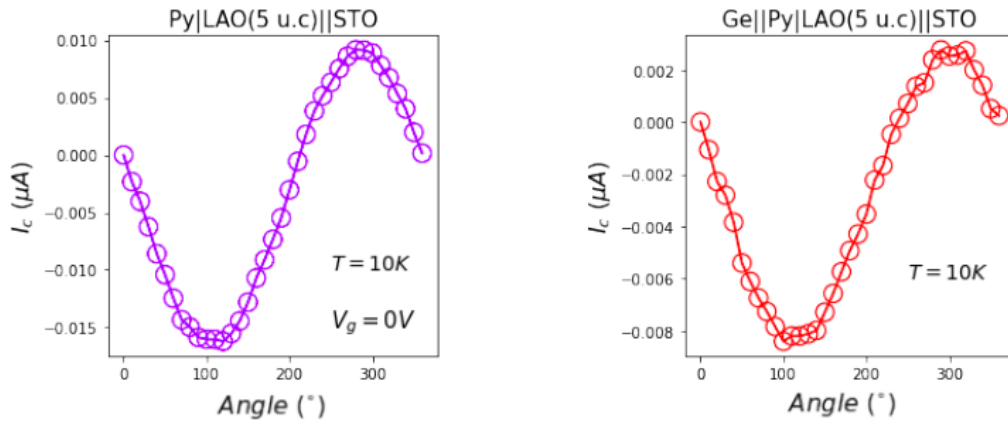 Py|LAO(5 u.c)||STO
0.010
0.005
0.000
−0.005
−0.010
−0.015
I_c (μA)
T = 10K
V_g = 0V
0
100
200
300
Angle (°)
Ge||Py|LAO(5 u.c)||STO
0.002
0.000
−0.002
−0.004
−0.006
−0.008
I_c (μA)
T = 10K
0
100
200
300
Angle (°)